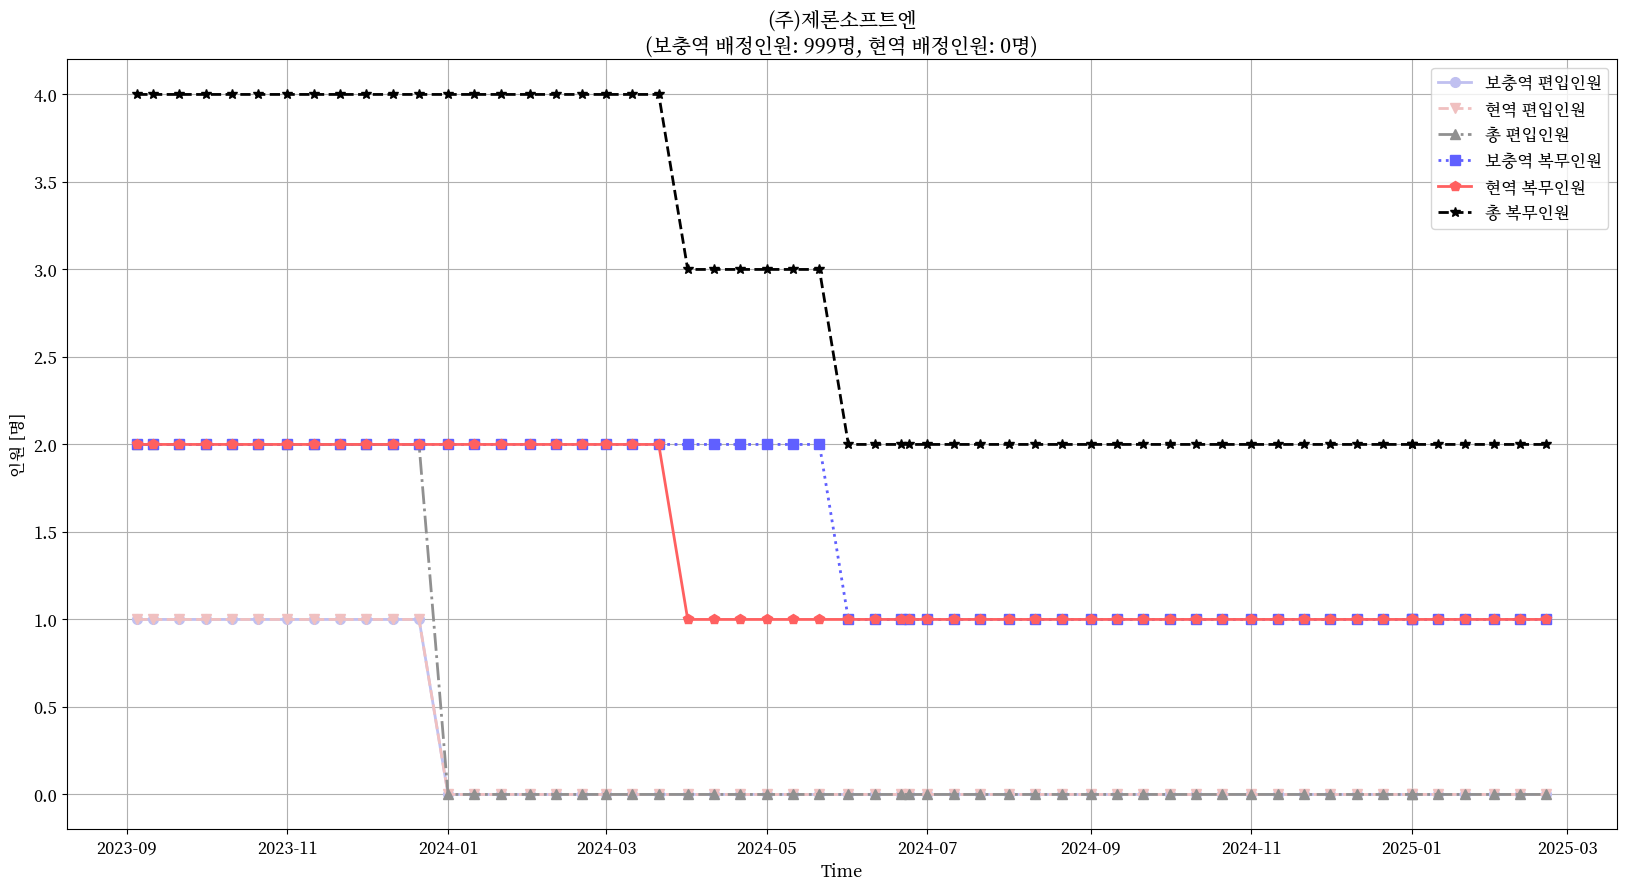 (주)제론소프트엔
(보충역 배정인원: 999명, 현역 배정인원: 0명)
보충역 편입인원
현역 편입인원
총 편입인원
보충역 복무인원
현역 복무인원
총 복무인원
인원 [명]
4.0
3.5
3.0
2.5
2.0
1.5
1.0
0.5
0.0
2023-09 2023-11 2024-01 2024-03 2024-05 2024-07 2024-09 2024-11 2025-01 2025-03
Time